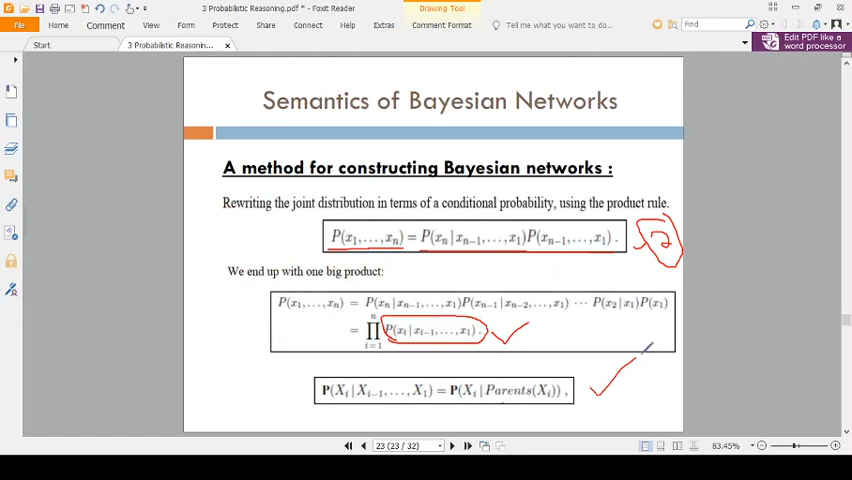 3 Probabilistic Reasoning.pdf * - Foxit Reader
Drawing Tool
File Home Comment View Form Protect Share Connect Help Extras Comment Format Tell me what you want to do... Find
Start 3 Probabilistic Reasonin...
Edit PDF like a
word processor
Semantics of Bayesian Networks
A method for constructing Bayesian networks :
Rewriting the joint distribution in terms of a conditional probability, using the product rule.
P(x₁,...,xₙ) = P(xₙ | xₙ₋₁,...,x₁)P(xₙ₋₁,...,x₁) .
2
We end up with one big product:
P(x₁,...,xₙ) = P(xₙ | xₙ₋₁,...,x₁)P(xₙ₋₁ | xₙ₋₂,...,x₁) ⋯ P(x₂ | x₁)P(x₁)
= ∏ᵢ₌₁ⁿ P(xᵢ | xᵢ₋₁,...,x₁) .
P(Xᵢ | Xᵢ₋₁,...,X₁) = P(Xᵢ | Parents(Xᵢ)) ,
23 (23 / 32) 83.45%